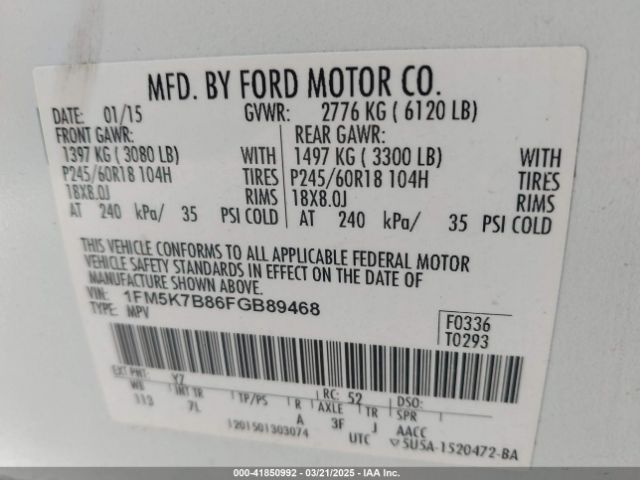 MFD. BY FORD MOTOR CO.
DATE: 01/15 GVWR: 2776 KG ( 6120 LB)
FRONT GAWR: REAR GAWR:
1397 KG ( 3080 LB) WITH 1497 KG ( 3300 LB) WITH
P245/60R18 104H TIRES P245/60R18 104H TIRES
18X8.0J RIMS 18X8.0J RIMS
AT 240 kPa/ 35 PSI COLD AT 240 kPa/ 35 PSI COLD
THIS VEHICLE CONFORMS TO ALL APPLICABLE FEDERAL MOTOR
VEHICLE SAFETY STANDARDS IN EFFECT ON THE DATE OF
MANUFACTURE SHOWN ABOVE.
VIN: 1FM5K7B86FGB89468
TYPE: MPV
F0336
T0293
EXT PNT: YZ RC: 52 DSO:
WB INT TR TP/PS R AXLE TR SPR
113 7L A 3F J AACC
1201501303074 UTC 5U5A-1520472-BA
000-41850992 — 03/21/2025 — IAA Inc.